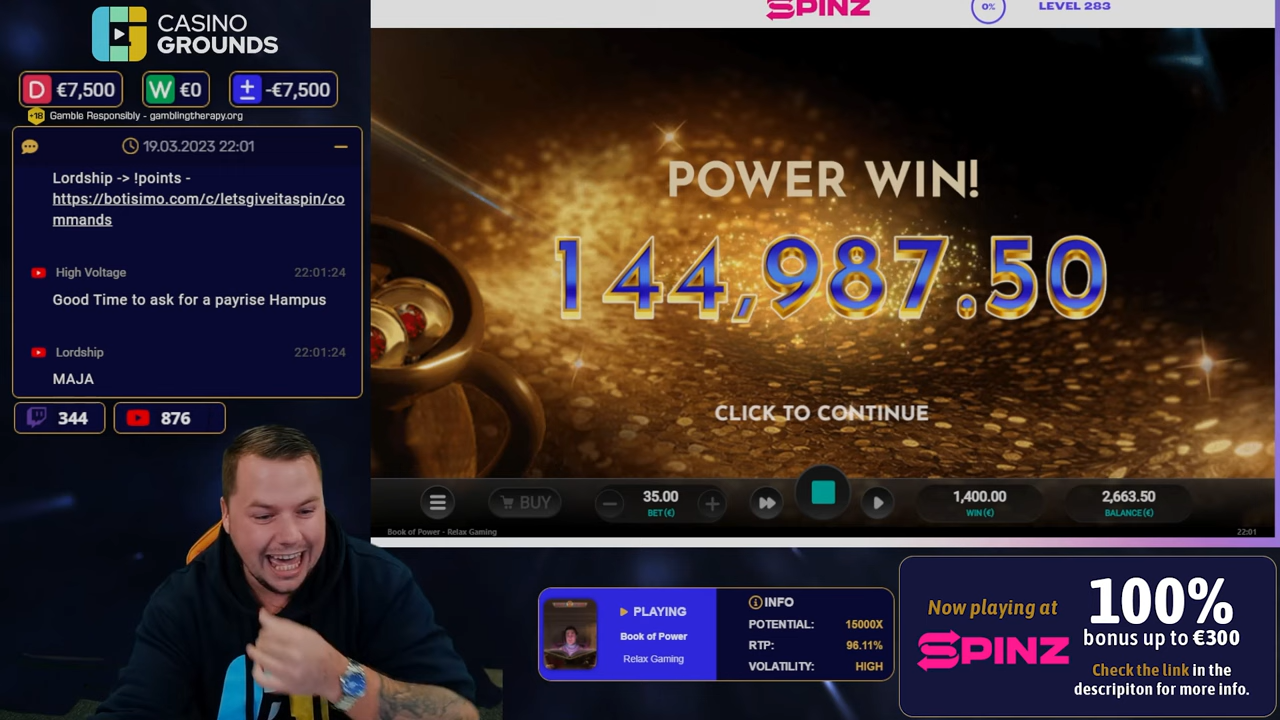 CASINO
GROUNDS
D €7,500
W €0
± -€7,500
+18 Gamble Responsibly - gamblingtherapy.org
19.03.2023 22:01
Lordship -> !points -
https://botisimo.com/c/letsgiveitaspin/co
mmands
High Voltage 22:01:24
Good Time to ask for a payrise Hampus
Lordship 22:01:24
MAJA
344
876
SPINZ
0%
LEVEL 283
POWER WIN!
144,987.50
CLICK TO CONTINUE
BUY
35.00
BET(€)
1,400.00
WIN(€)
2,663.50
BALANCE(€)
Book of Power - Relax Gaming
22:01
PLAYING
Book of Power
Relax Gaming
INFO
POTENTIAL: 15000X
RTP: 96.11%
VOLATILITY: HIGH
Now playing at
SPINZ
100%
bonus up to €300
Check the link in the
descripiton for more info.